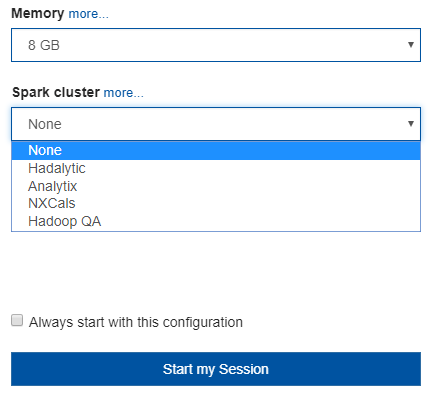 Memory more...
8 GB
Spark cluster more...
None
None
Hadalytic
Analytix
NXCals
Hadoop QA
Always start with this configuration
Start my Session